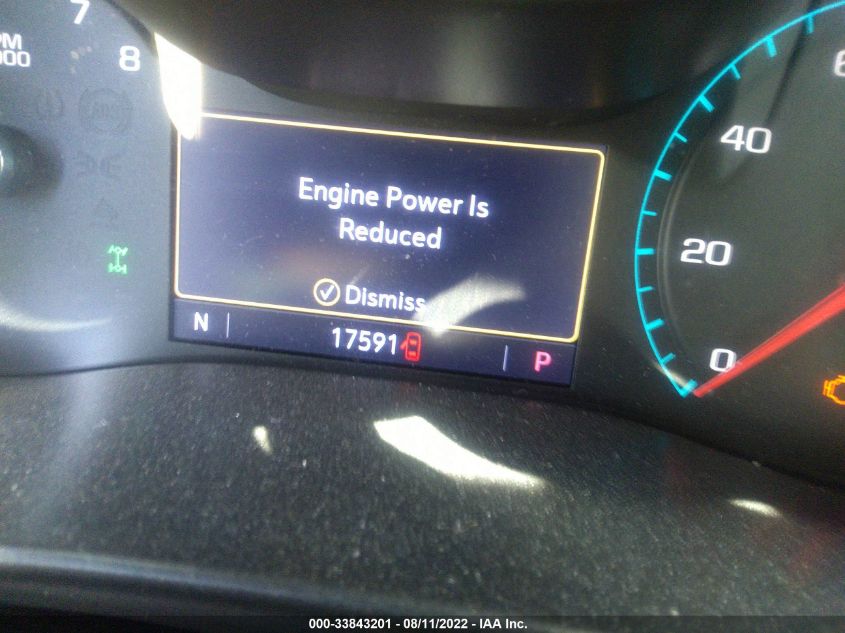 7
8
Engine Power Is
Reduced
Dismiss
N
17591
P
40
20
0
000-33843201 - 08/11/2022 - IAA Inc.